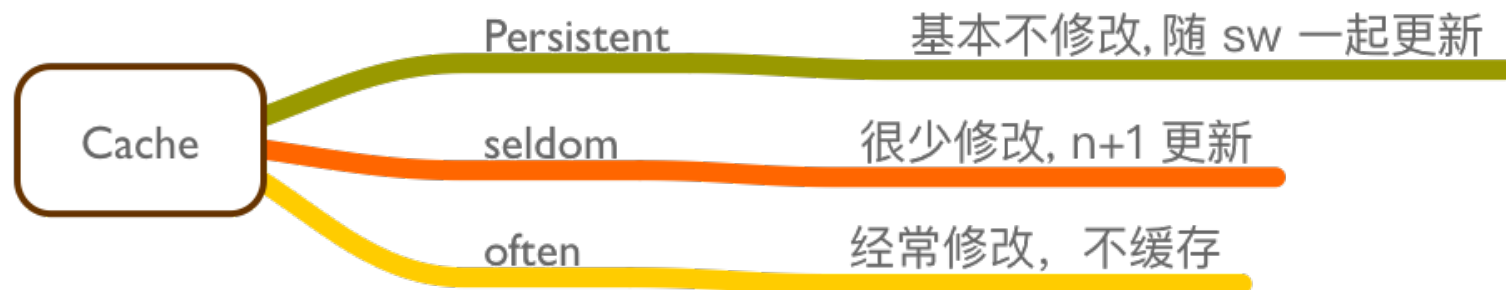 Cache
Persistent
基本不修改, 随 sw 一起更新
seldom
很少修改, n+1 更新
often
经常修改，不缓存